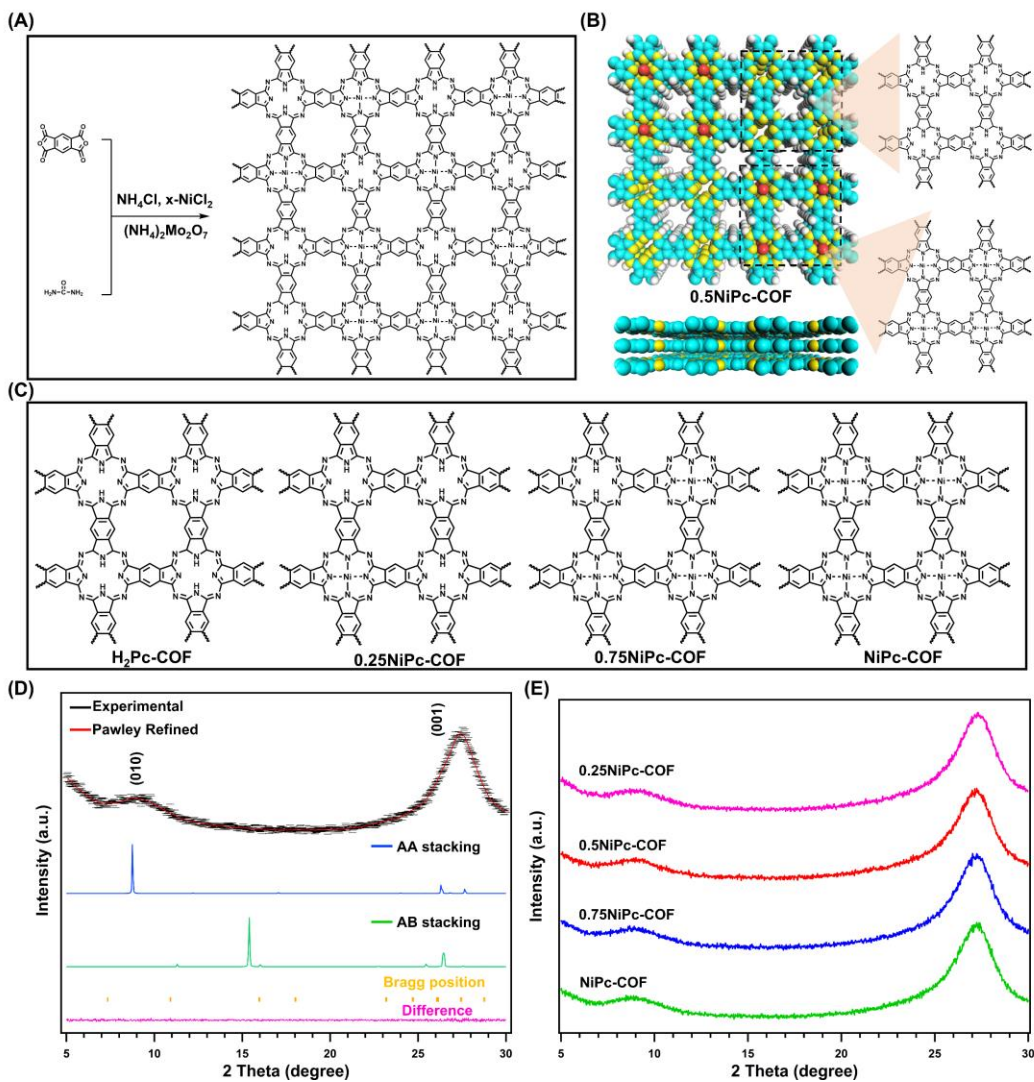 (A)
NH4Cl, x-NiCl2
(NH4)2Mo2O7
(B)
0.5NiPc-COF
(C)
H2Pc-COF
0.25NiPc-COF
0.75NiPc-COF
NiPc-COF
(D)
Experimental
Pawley Refined
(010)
(001)
AA stacking
AB stacking
Bragg position
Difference
Intensity (a.u.)
5 10 15 20 25 30
2 Theta (degree)
(E)
0.25NiPc-COF
0.5NiPc-COF
0.75NiPc-COF
NiPc-COF
Intensity (a.u.)
5 10 15 20 25 30
2 Theta (degree)